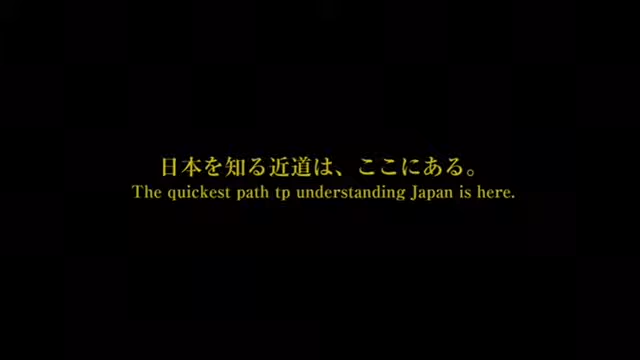 日本を知る近道は、ここにある。
The quickest path tp understanding Japan is here.